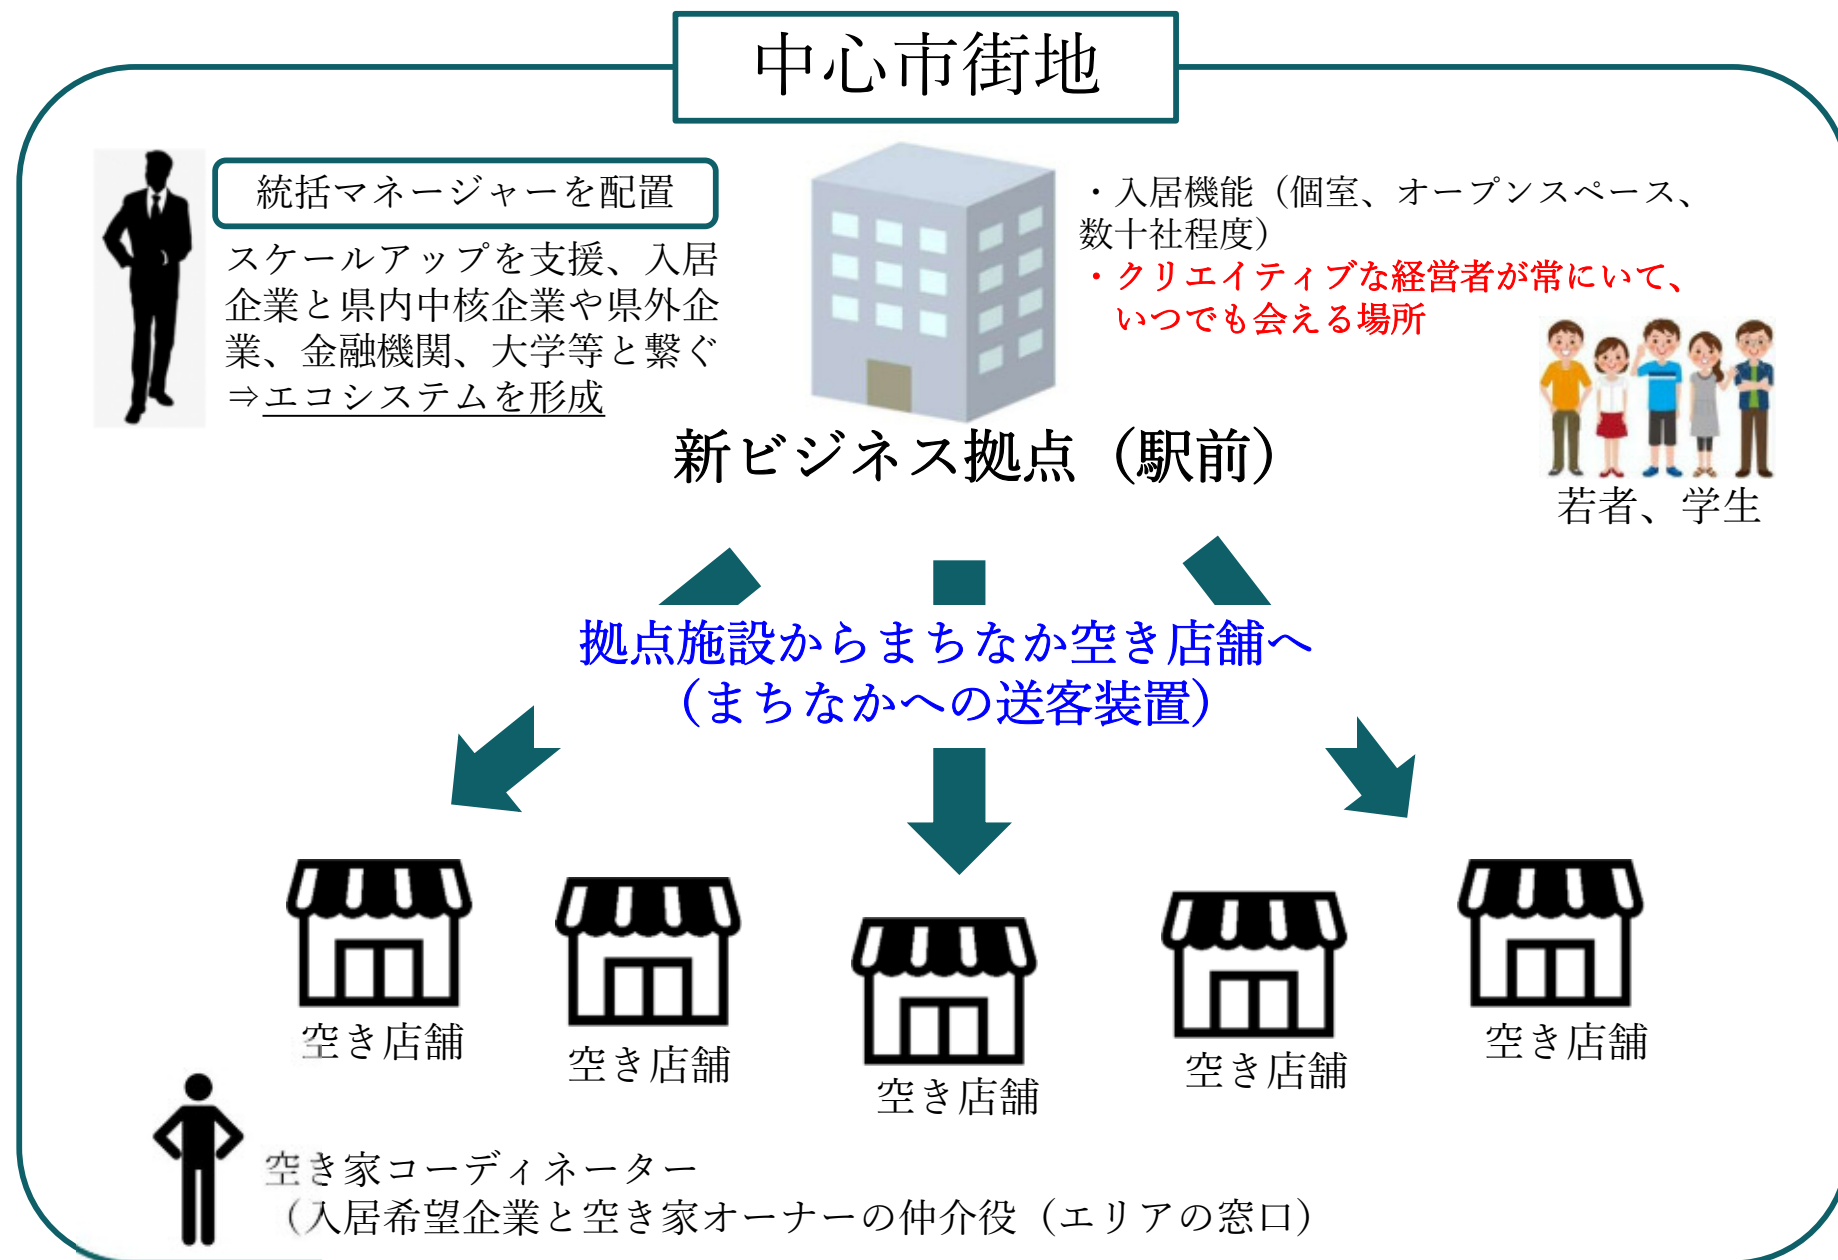 中心市街地
統括マネージャーを配置
スケールアップを支援、入居
企業と県内中核企業や県外企
業、金融機関、大学等と繋ぐ
⇒エコシステムを形成
・入居機能（個室、オープンスペース、
数十社程度）
・クリエイティブな経営者が常にいて、
いつでも会える場所
若者、学生
新ビジネス拠点（駅前）
拠点施設からまちなか空き店舗へ
（まちなかへの送客装置）
空き店舗
空き店舗
空き店舗
空き店舗
空き店舗
空き家コーディネーター
（入居希望企業と空き家オーナーの仲介役（エリアの窓口）